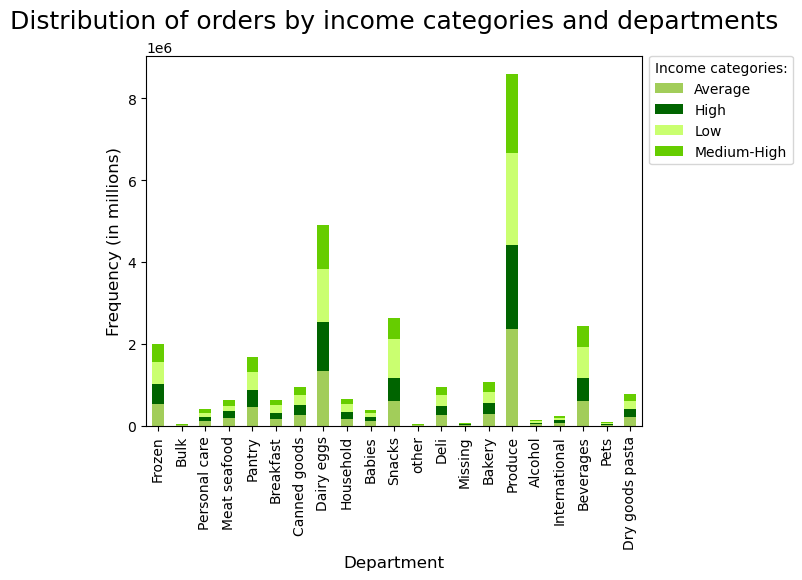 Distribution of orders by income categories and departments
1e6
Income categories:
Average
High
Low
Medium-High
Frequency (in millions)
8
6
4
2
0
Frozen
Bulk
Personal care
Meat seafood
Pantry
Breakfast
Canned goods
Dairy eggs
Household
Babies
Snacks
other
Deli
Missing
Bakery
Produce
Alcohol
International
Beverages
Pets
Dry goods pasta
Department